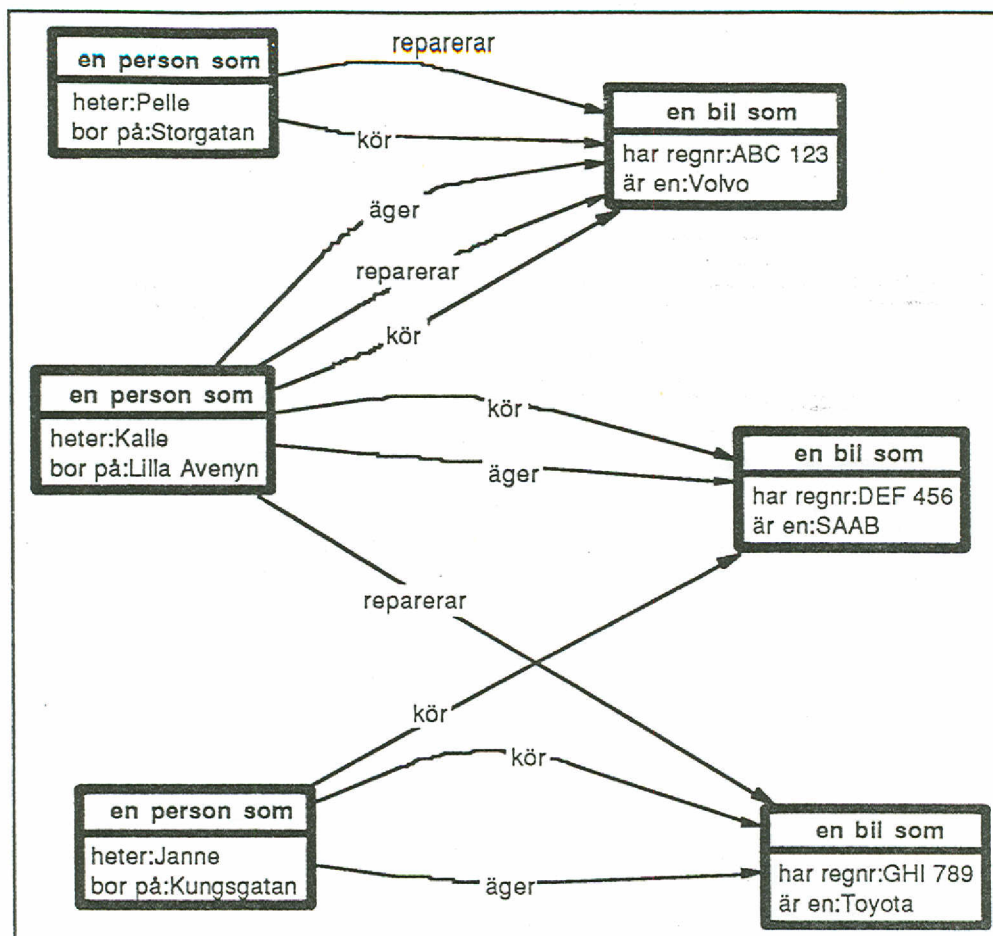 reparerar
en person som
heter:Pelle
bor på:Storgatan
kör
en bil som
har regnr:ABC 123
är en:Volvo
äger
reparerar
kör
en person som
heter:Kalle
bor på:Lilla Avenyn
kör
äger
en bil som
har regnr:DEF 456
är en:SAAB
reparerar
kör
kör
en person som
heter:Janne
bor på:Kungsgatan
äger
en bil som
har regnr:GHI 789
är en:Toyota